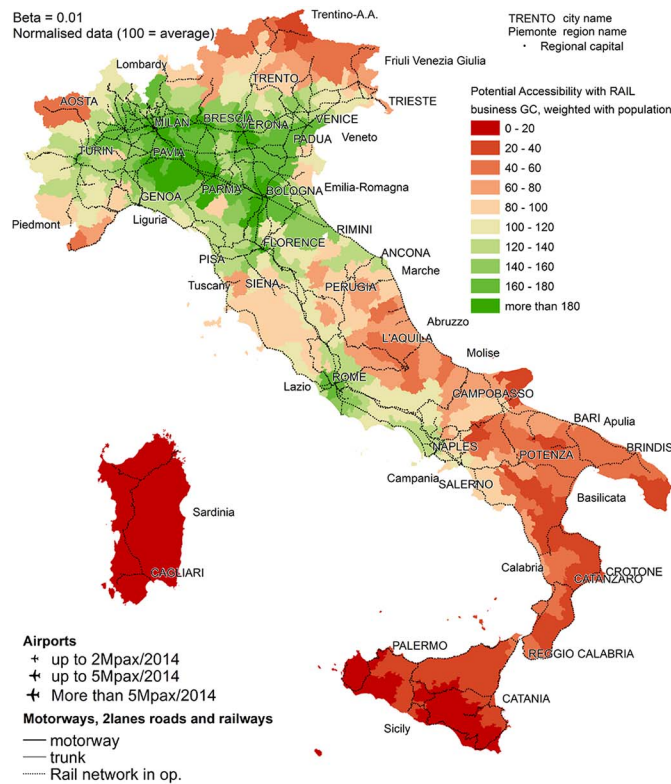 Beta = 0.01
Normalised data (100 = average)
Trentino-A.A.
TRENTO city name
Piemonte region name
Regional capital
Lombardy
Friuli Venezia Giulia
TRENTO
AOSTA
TRIESTE
Potential Accessibility with RAIL
business GC, weighted with population
0 - 20
20 - 40
40 - 60
60 - 80
80 - 100
100 - 120
120 - 140
140 - 160
160 - 180
more than 180
MILAN
BRESCIA
VERONA
VENICE
PADUA
Veneto
TURIN
PAVIA
PARMA
BOLOGNA
Emilia-Romagna
GENOA
Piedmont
Liguria
RIMINI
FLORENCE
PISA
ANCONA
Marche
Tuscany
SIENA
PERUGIA
Abruzzo
L'AQUILA
Molise
Lazio
ROME
CAMPOBASSO
BARI
Apulia
NAPLES
BRINDIS
POTENZA
Campania
SALERNO
Basilicata
Sardinia
Calabria
CROTONE
CATANZARO
CAGLIARI
PALERMO
REGGIO CALABRIA
CATANIA
Sicily
Airports
up to 2Mpax/2014
up to 5Mpax/2014
More than 5Mpax/2014
Motorways, 2lanes roads and railways
motorway
trunk
Rail network in op.